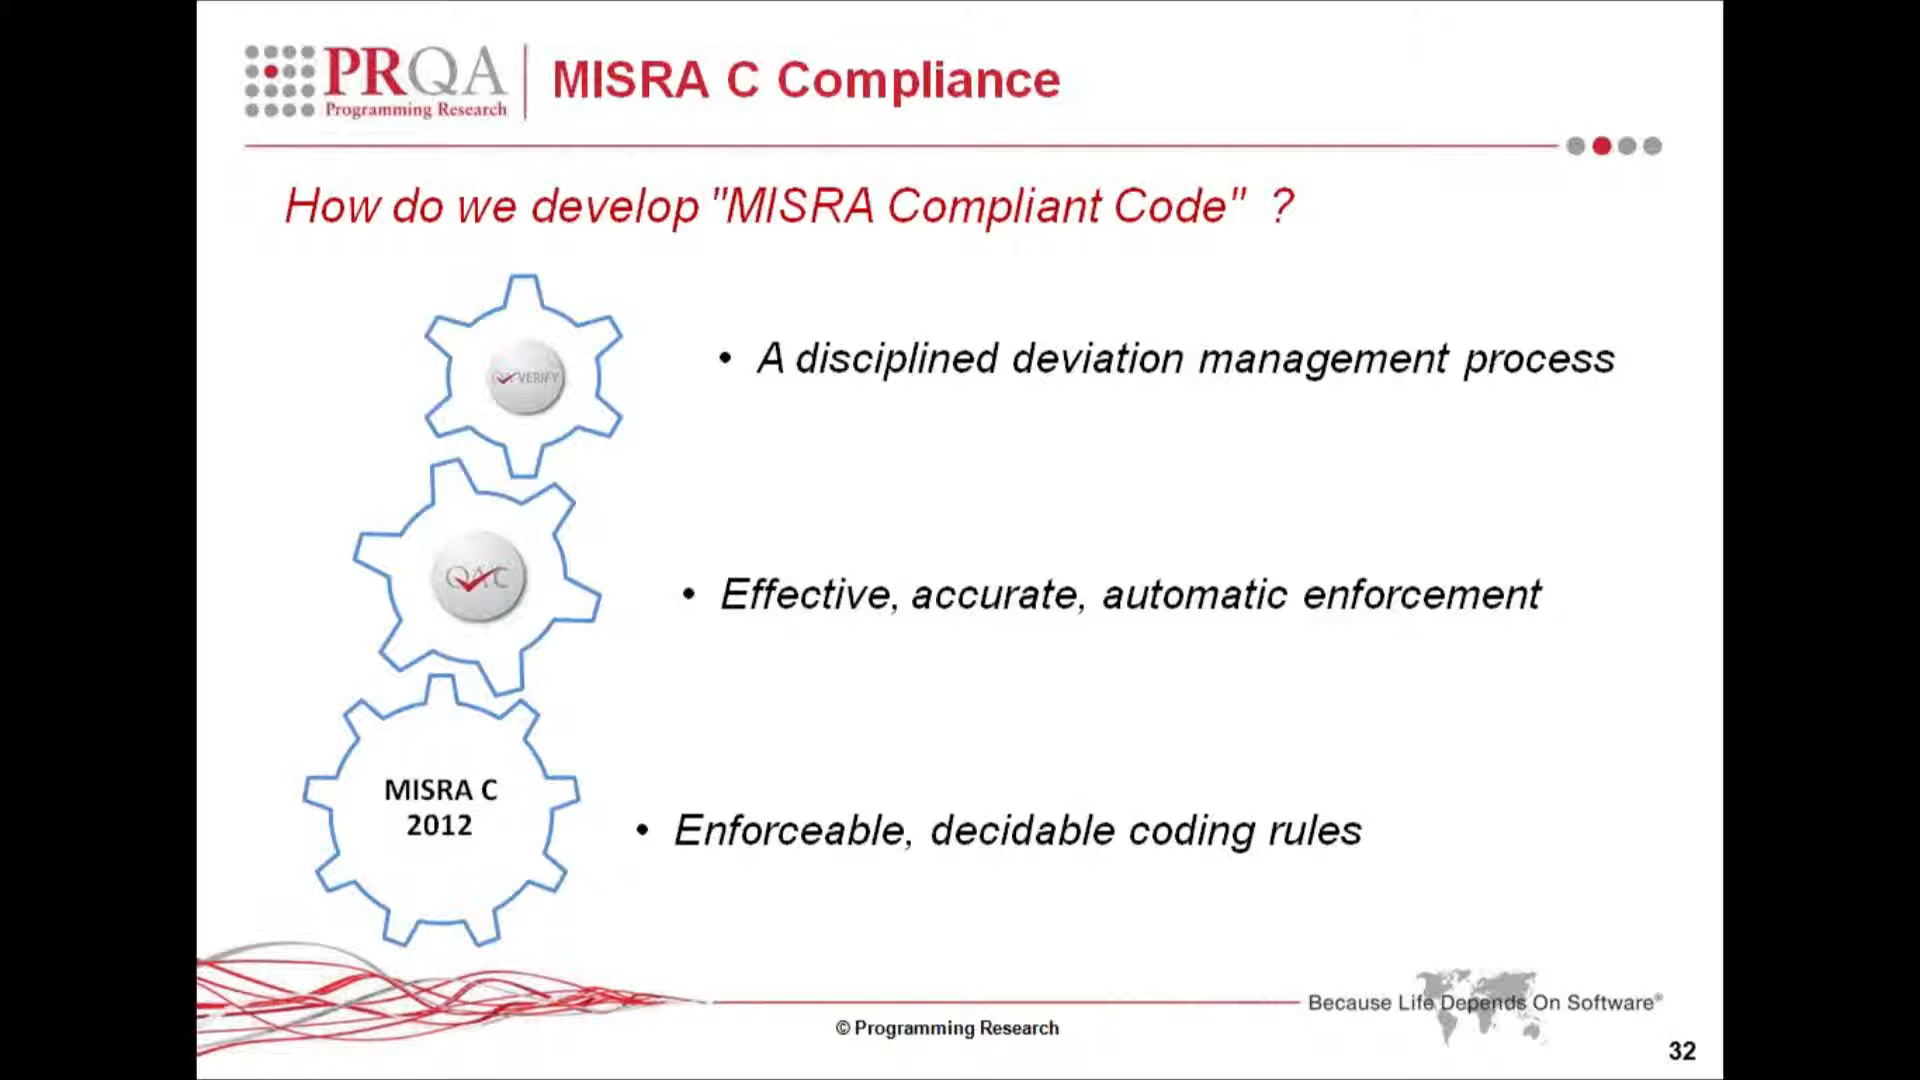 PRQA
Programming Research
MISRA C Compliance
How do we develop "MISRA Compliant Code" ?
VERIFY
• A disciplined deviation management process
QAC
• Effective, accurate, automatic enforcement
MISRA C
2012
• Enforceable, decidable coding rules
Because Life Depends On Software®
© Programming Research
32